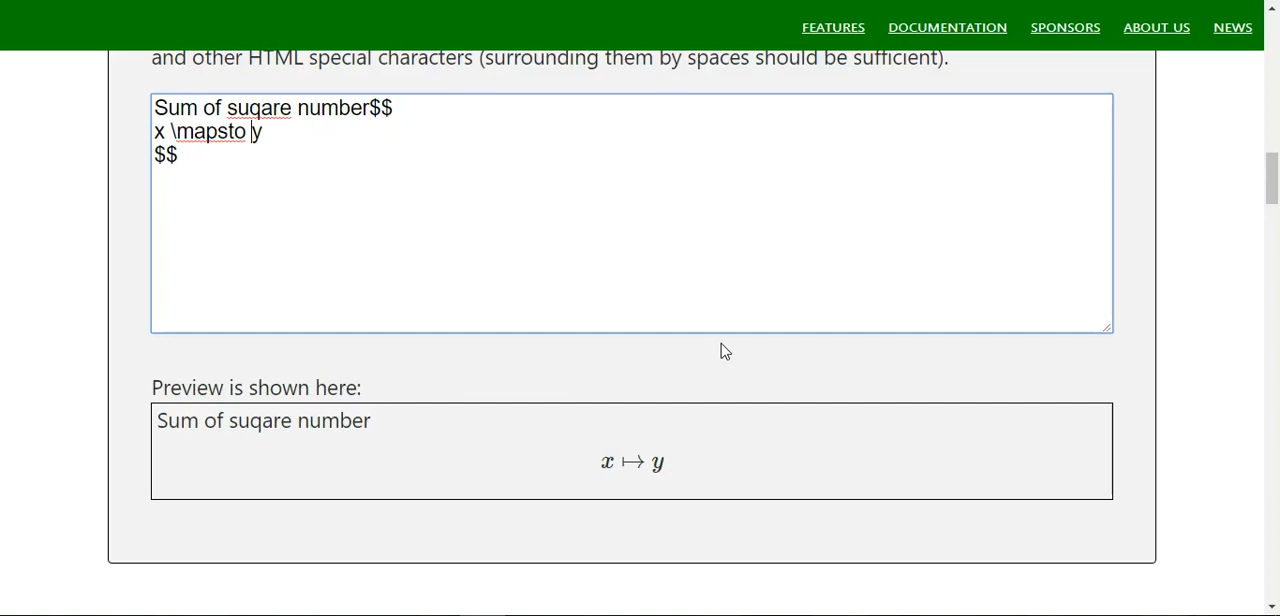 FEATURES DOCUMENTATION SPONSORS ABOUT US NEWS
and other HTML special characters (surrounding them by spaces should be sufficient).
Sum of suqare number$$
x \mapsto y
$$
Preview is shown here:
Sum of suqare number
x ↦ y